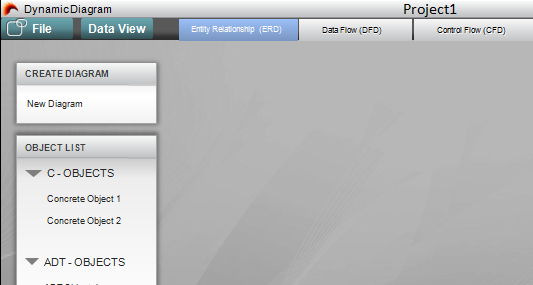 DynamicDiagram Project1
File Data View Entity Relationship (ERD) Data Flow (DFD) Control Flow (CFD)
CREATE DIAGRAM
New Diagram
OBJECT LIST
C - OBJECTS
Concrete Object 1
Concrete Object 2
ADT - OBJECTS